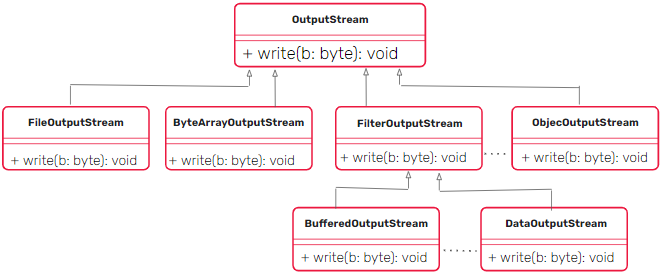 OutputStream
+ write(b: byte): void
FileOutputStream
+ write(b: byte): void
ByteArrayOutputStream
+ write(b: byte): void
FilterOutputStream
+ write(b: byte): void
ObjecOutputStream
+ write(b: byte): void
BufferedOutputStream
+ write(b: byte): void
DataOutputStream
+ write(b: byte): void